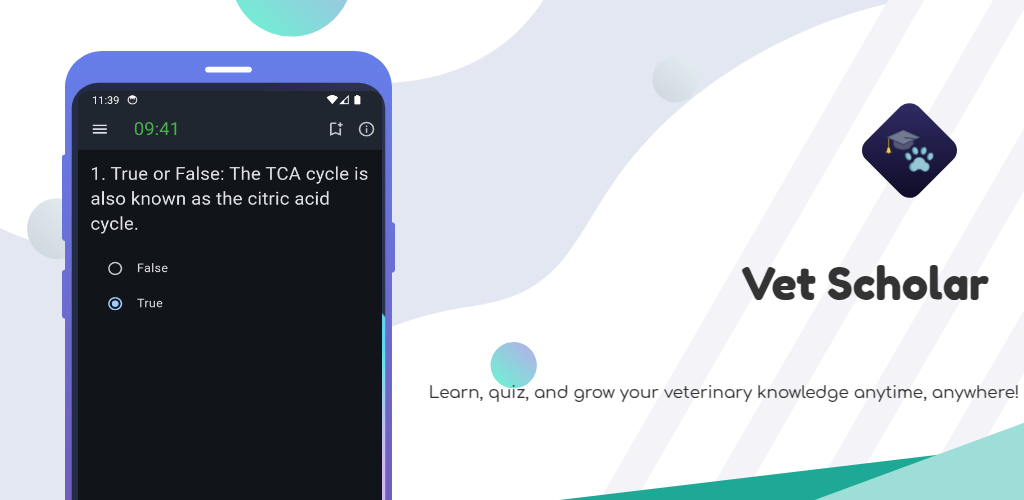 11:39
09:41
1. True or False: The TCA cycle is
also known as the citric acid
cycle.
False
True
Vet Scholar
Learn, quiz, and grow your veterinary knowledge anytime, anywhere!